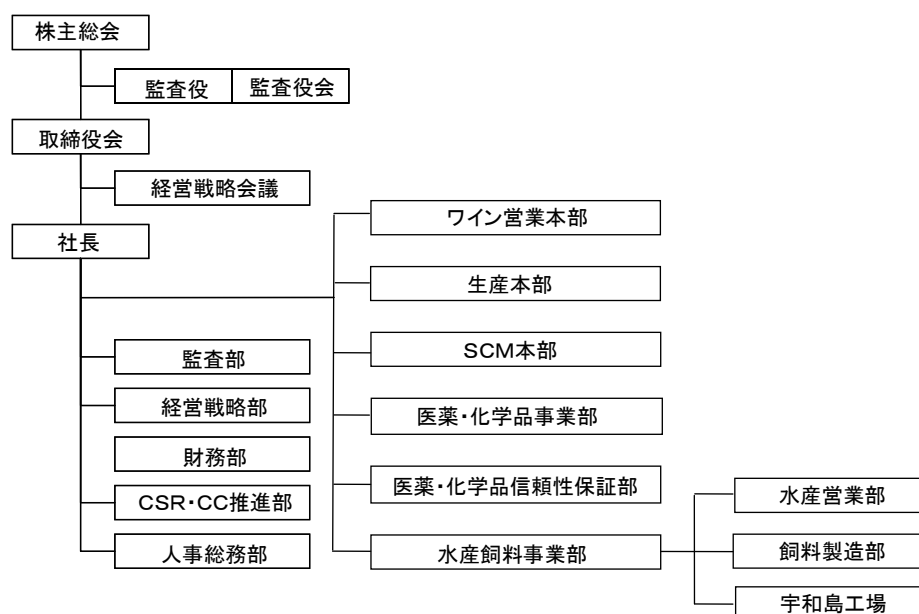 株主総会
監査役
監査役会
取締役会
経営戦略会議
社長
監査部
経営戦略部
財務部
CSR・CC推進部
人事総務部
ワイン営業本部
生産本部
SCM本部
医薬・化学品事業部
医薬・化学品信頼性保証部
水産飼料事業部
水産営業部
飼料製造部
宇和島工場